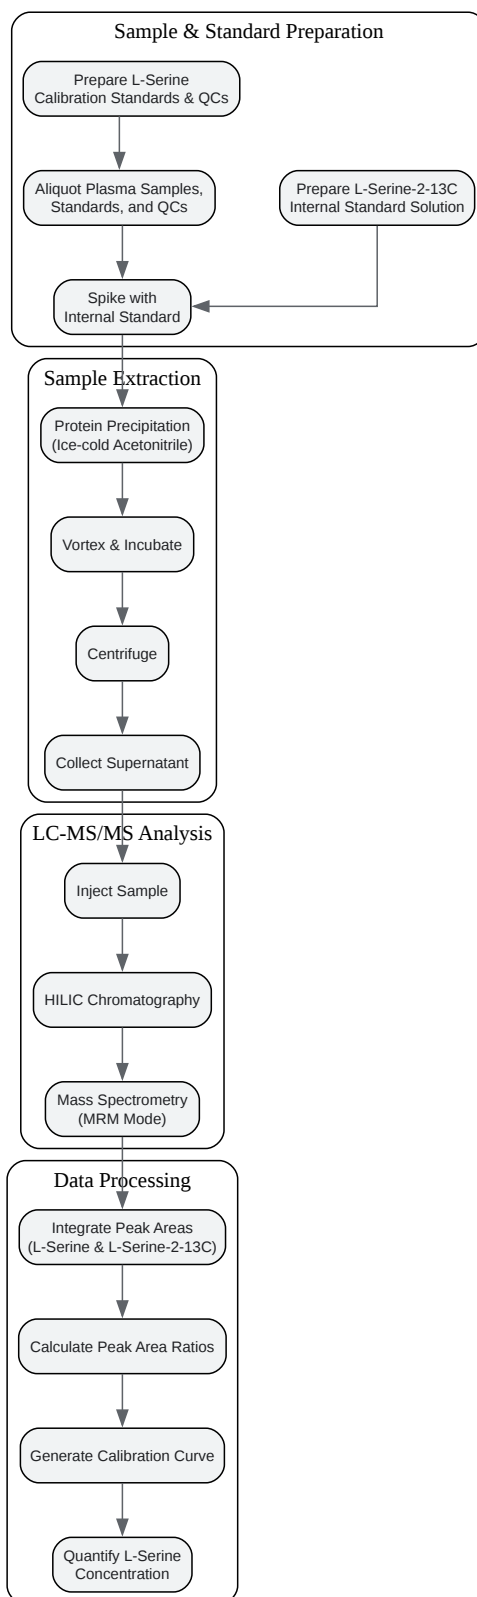 Sample & Standard Preparation
Prepare L-Serine
Calibration Standards & QCs
Aliquot Plasma Samples,
Standards, and QCs
Prepare L-Serine-2-13C
Internal Standard Solution
Spike with
Internal Standard
Sample Extraction
Protein Precipitation
(Ice-cold Acetonitrile)
Vortex & Incubate
Centrifuge
Collect Supernatant
LC-MS/MS Analysis
Inject Sample
HILIC Chromatography
Mass Spectrometry
(MRM Mode)
Data Processing
Integrate Peak Areas
(L-Serine & L-Serine-2-13C)
Calculate Peak Area Ratios
Generate Calibration Curve
Quantify L-Serine
Concentration